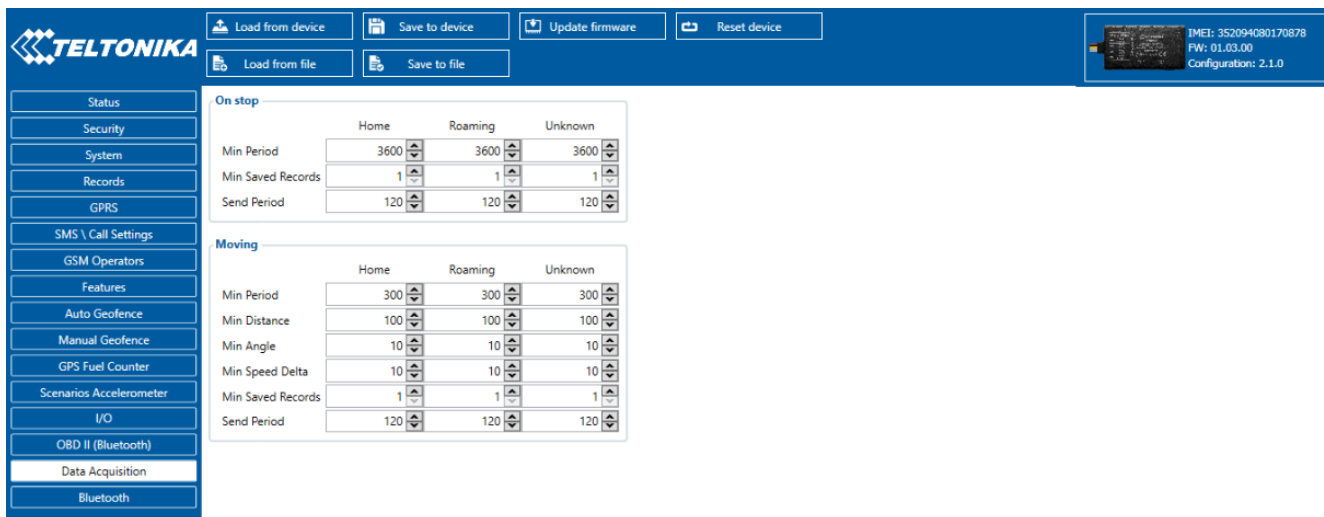 TELTONIKA
Load from device Save to device Update firmware Reset device
Load from file Save to file
IMEI: 352094080170878
FW: 01.03.00
Configuration: 2.1.0
Status
Security
System
Records
GPRS
SMS \ Call Settings
GSM Operators
Features
Auto Geofence
Manual Geofence
GPS Fuel Counter
Scenarios Accelerometer
I/O
OBD II (Bluetooth)
Data Acquisition
Bluetooth
On stop
Home Roaming Unknown
Min Period 3600 3600 3600
Min Saved Records 1 1 1
Send Period 120 120 120
Moving
Home Roaming Unknown
Min Period 300 300 300
Min Distance 100 100 100
Min Angle 10 10 10
Min Speed Delta 10 10 10
Min Saved Records 1 1 1
Send Period 120 120 120